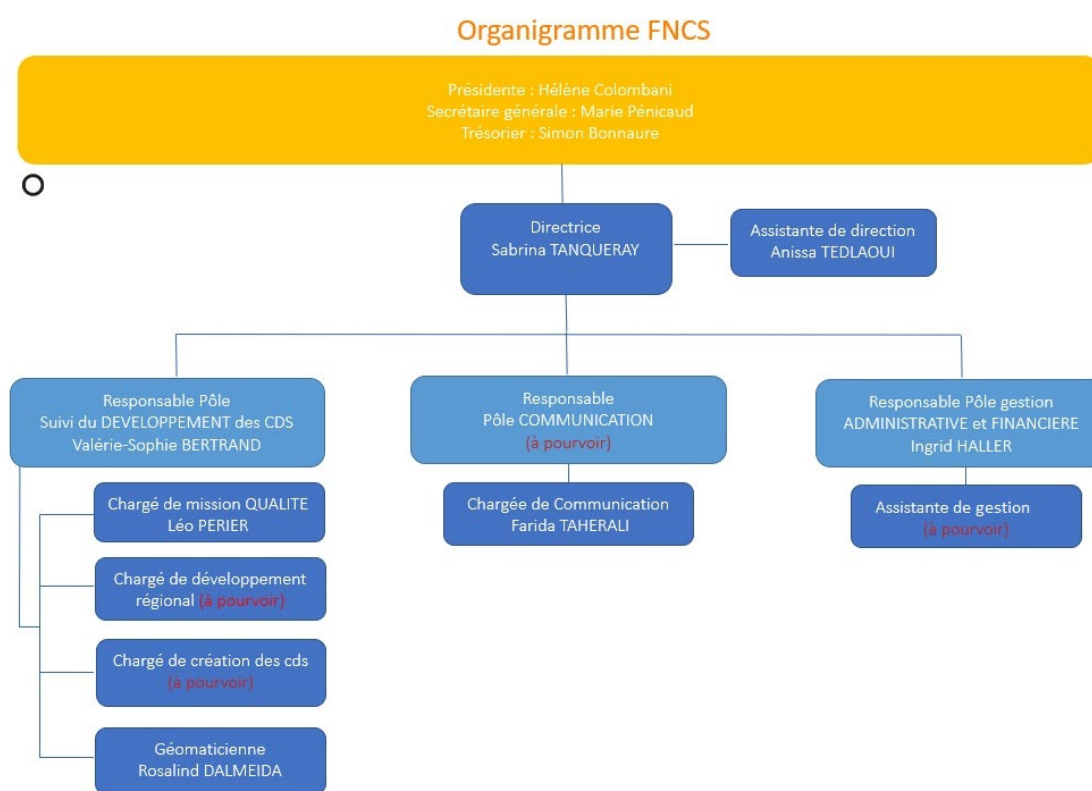 Organigramme FNCS
Présidente : Hélène Colombani
Secrétaire générale : Marie Pénicaud
Trésorier : Simon Bonnaure
Directrice
Sabrina TANQUERAY
Assistante de direction
Anissa TEDLAOUI
Responsable Pôle
Suivi du DEVELOPPEMENT des CDS
Valérie-Sophie BERTRAND
Chargé de mission QUALITE
Léo PERIER
Chargé de développement
régional (à pourvoir)
Chargé de création des cds
(à pourvoir)
Géomaticienne
Rosalind DALMEIDA
Responsable
Pôle COMMUNICATION
(à pourvoir)
Chargée de Communication
Farida TAHERALI
Responsable Pôle gestion
ADMINISTRATIVE et FINANCIERE
Ingrid HALLER
Assistante de gestion
(à pourvoir)